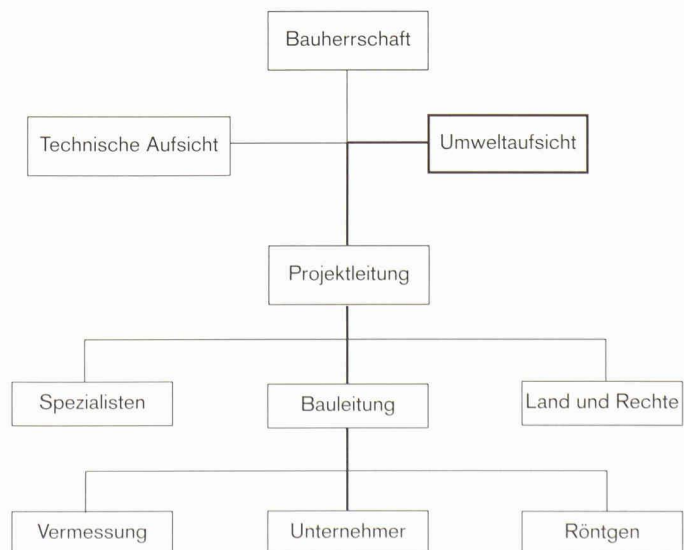 Bauherrschaft
Technische Aufsicht
Umweltaufsicht
Projektleitung
Spezialisten
Bauleitung
Land und Rechte
Vermessung
Unternehmer
Röntgen